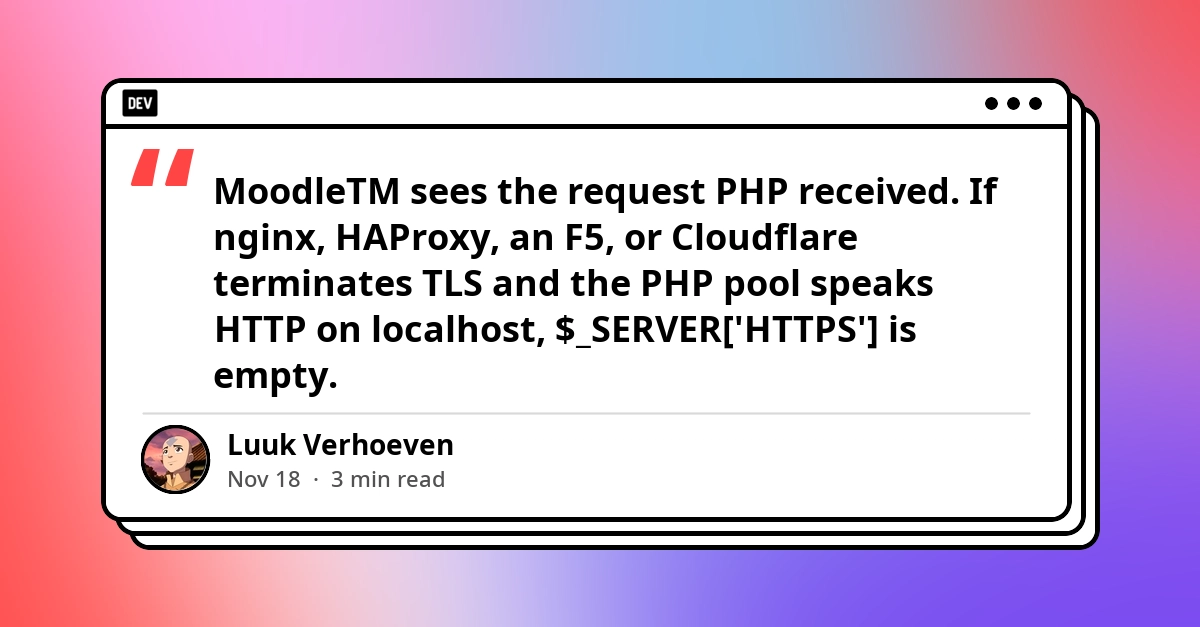 DEV
“
MoodleTM sees the request PHP received. If
nginx, HAProxy, an F5, or Cloudflare
terminates TLS and the PHP pool speaks
HTTP on localhost, $_SERVER['HTTPS'] is
empty.
Luuk Verhoeven
Nov 18 · 3 min read